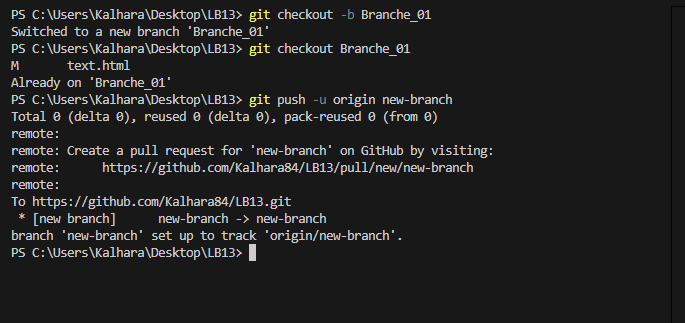 PS C:\Users\Kalhara\Desktop\LB13> git checkout -b Branche_01
Switched to a new branch 'Branche_01'
PS C:\Users\Kalhara\Desktop\LB13> git checkout Branche_01
M       text.html
Already on 'Branche_01'
PS C:\Users\Kalhara\Desktop\LB13> git push -u origin new-branch
Total 0 (delta 0), reused 0 (delta 0), pack-reused 0 (from 0)
remote:
remote: Create a pull request for 'new-branch' on GitHub by visiting:
remote:      https://github.com/Kalhara84/LB13/pull/new/new-branch
remote:
To https://github.com/Kalhara84/LB13.git
 * [new branch]      new-branch -> new-branch
branch 'new-branch' set up to track 'origin/new-branch'.
PS C:\Users\Kalhara\Desktop\LB13>